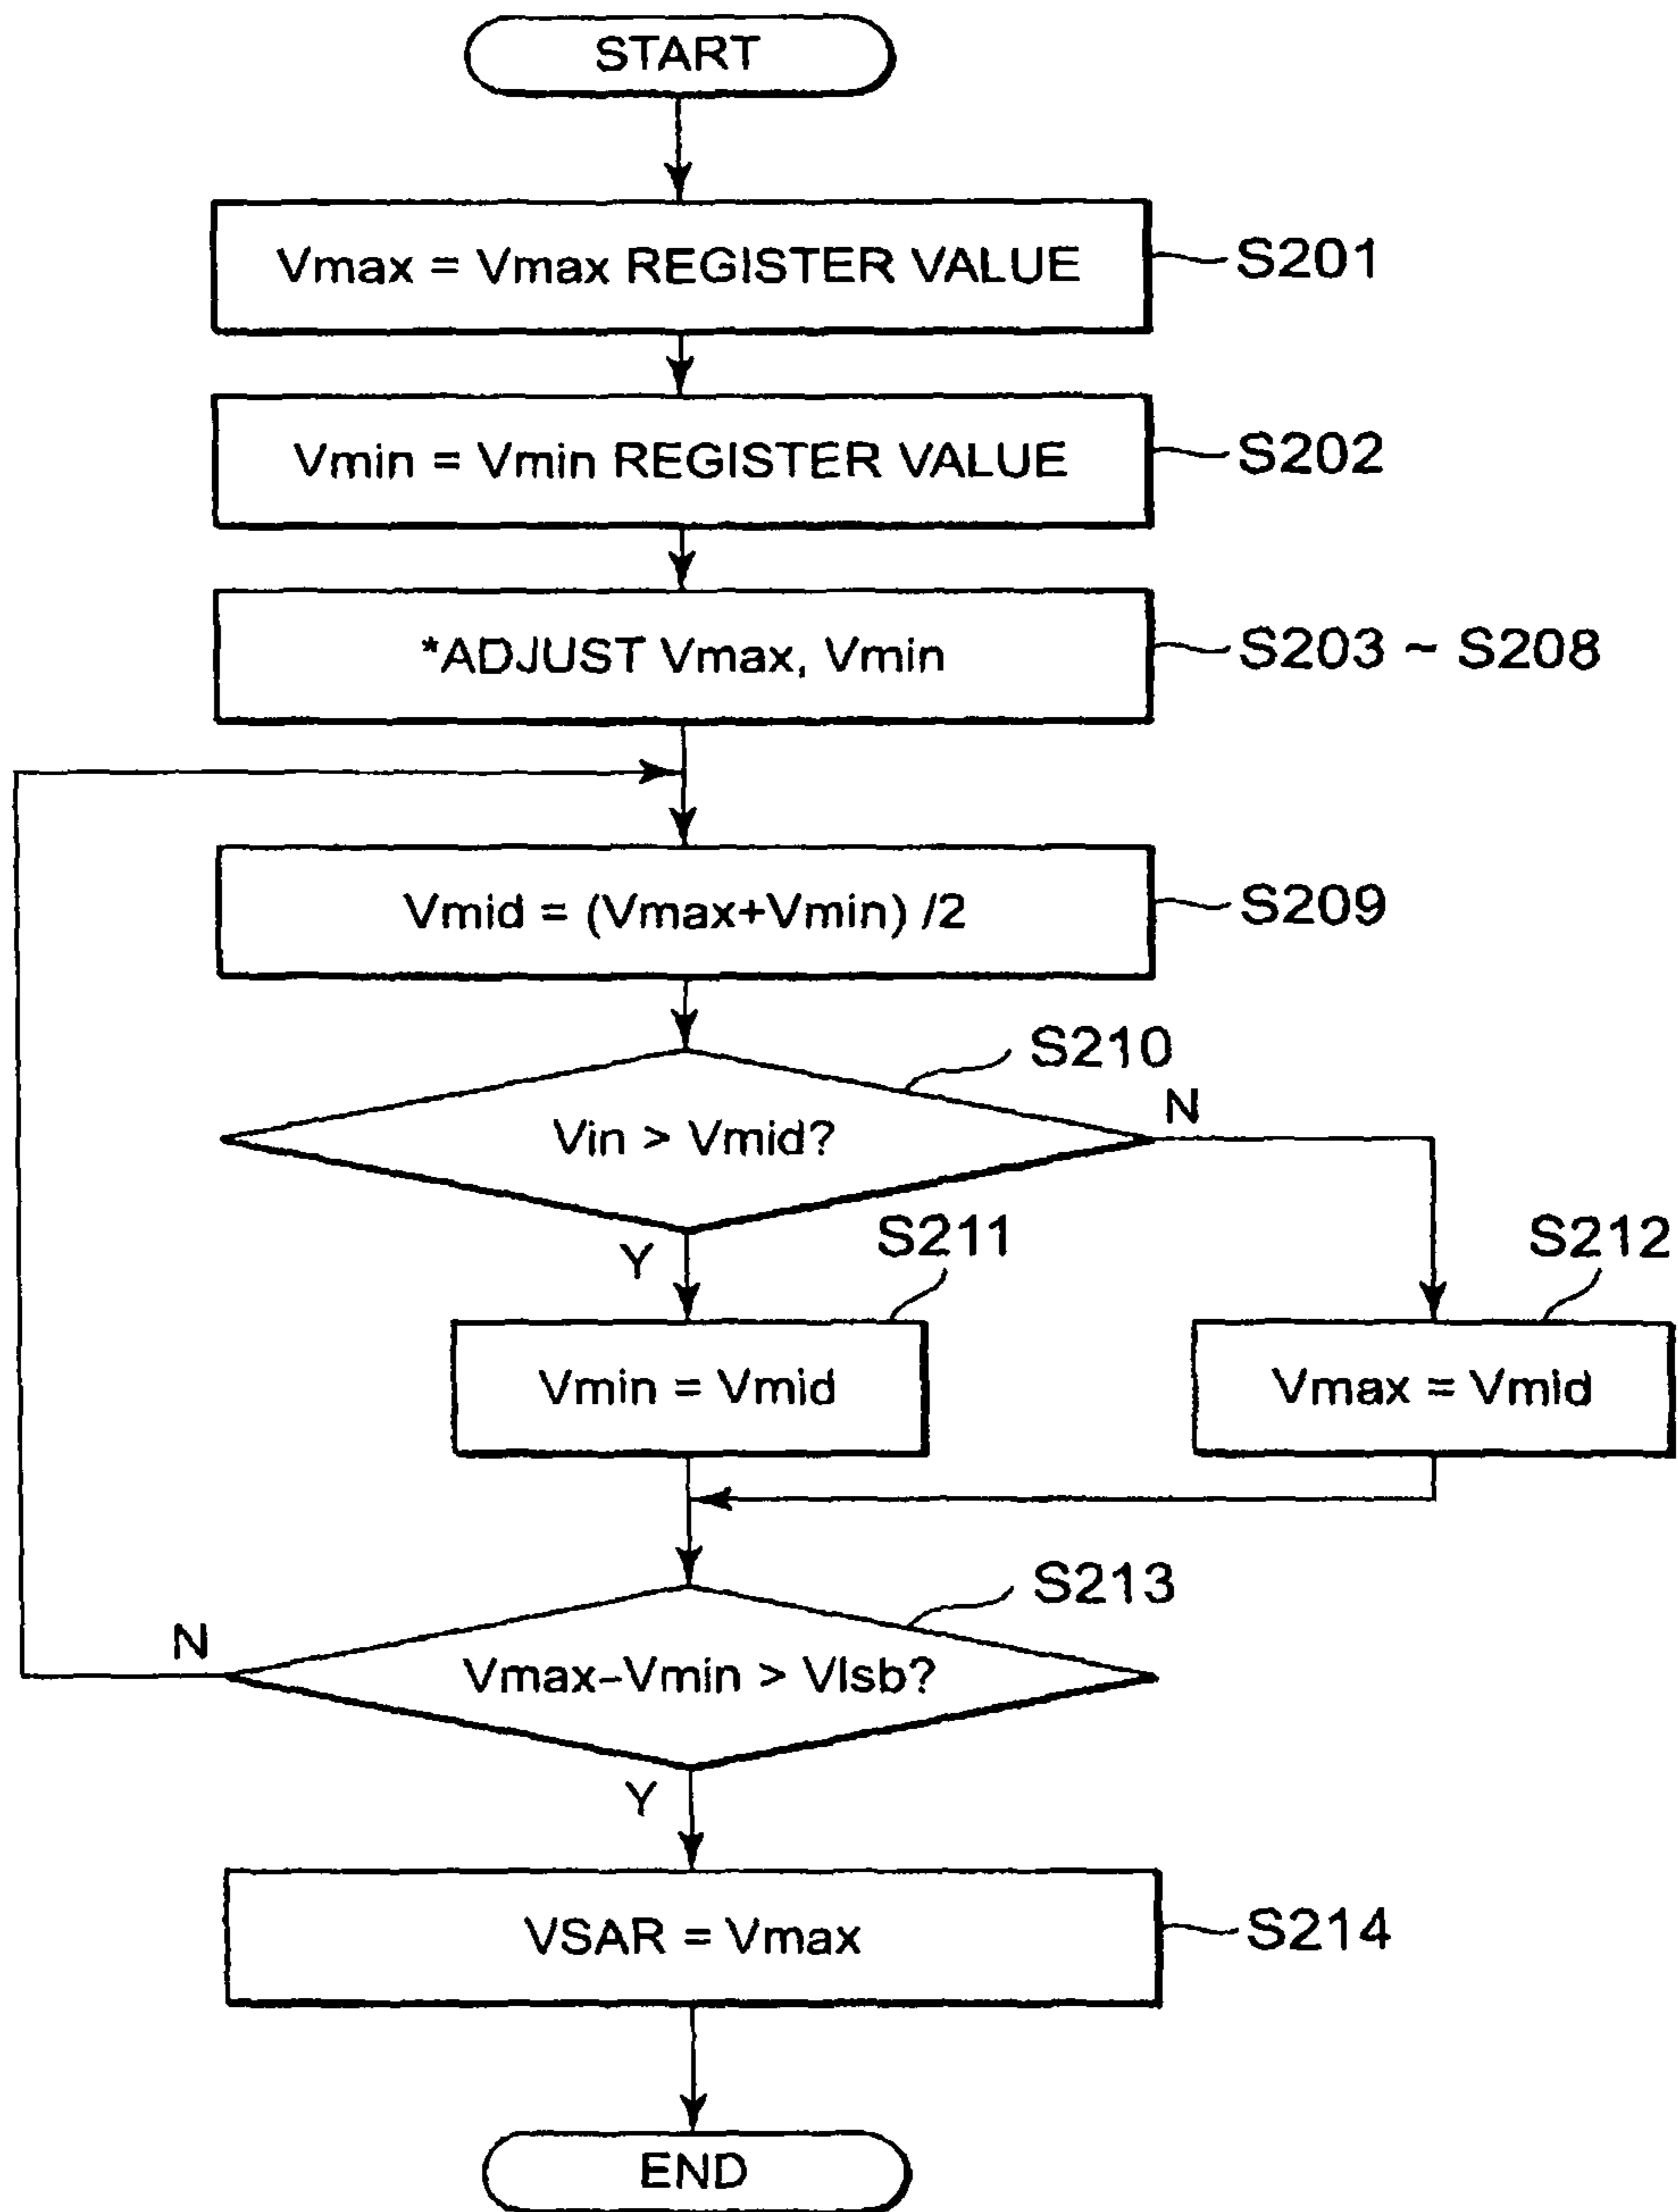 START
Vmax = Vmax REGISTER VALUE
S201
Vmin = Vmin REGISTER VALUE
S202
*ADJUST Vmax, Vmin
S203 ~ S208
Vmid = (Vmax+Vmin) /2
S209
S210
Vin > Vmid?
N
Y
S211
S212
Vmin = Vmid
Vmax = Vmid
S213
N
Vmax-Vmin > Vlsb?
Y
VSAR = Vmax
S214
END